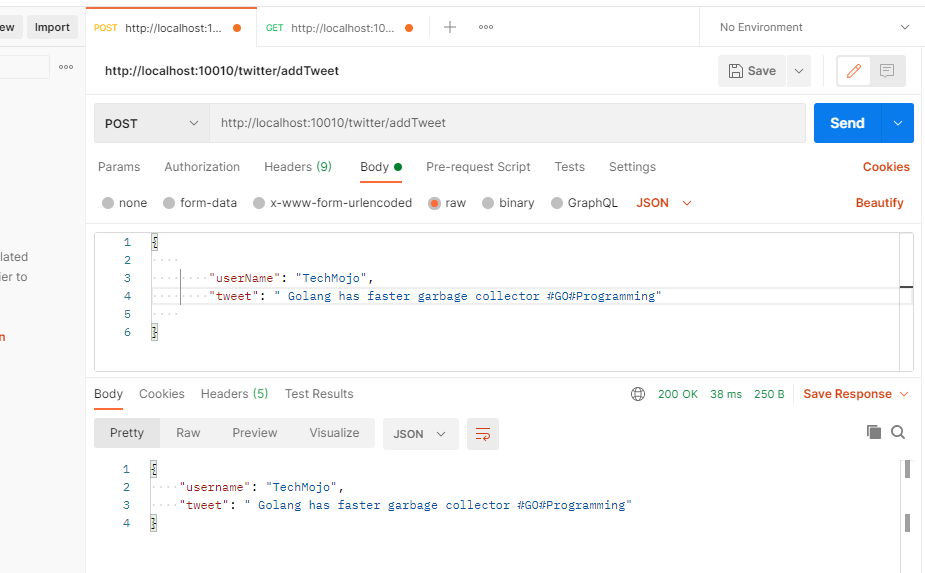 ew Import POST http://localhost:1... GET http://localhost:10... No Environment
http://localhost:10010/twitter/addTweet Save
POST http://localhost:10010/twitter/addTweet Send
Params Authorization Headers (9) Body Pre-request Script Tests Settings Cookies
none form-data x-www-form-urlencoded raw binary GraphQL JSON Beautify
lated
ier to
n
1 {
2
3 "userName": "TechMojo",
4 "tweet": " Golang has faster garbage collector #GO#Programming"
5
6 }
Body Cookies Headers (5) Test Results 200 OK 38 ms 250 B Save Response
Pretty Raw Preview Visualize JSON
1 {
2 "username": "TechMojo",
3 "tweet": " Golang has faster garbage collector #GO#Programming"
4 }